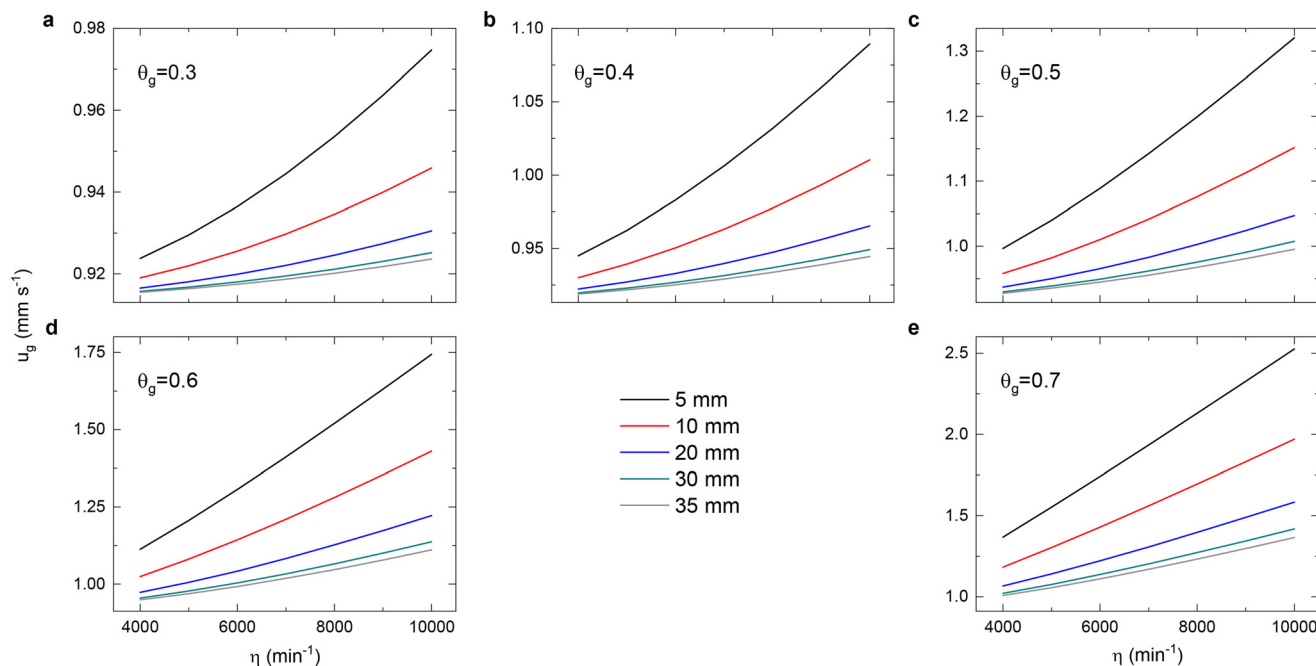 a
0.98
0.96
0.94
0.92
θg=0.3
b
1.10
1.05
1.00
0.95
θg=0.4
c
1.3
1.2
1.1
1.0
θg=0.5
ug (mm s-1)
d
1.75
1.50
1.25
1.00
θg=0.6
4000 6000 8000 10000
η (min-1)
5 mm
10 mm
20 mm
30 mm
35 mm
e
2.5
2.0
1.5
1.0
θg=0.7
4000 6000 8000 10000
η (min-1)